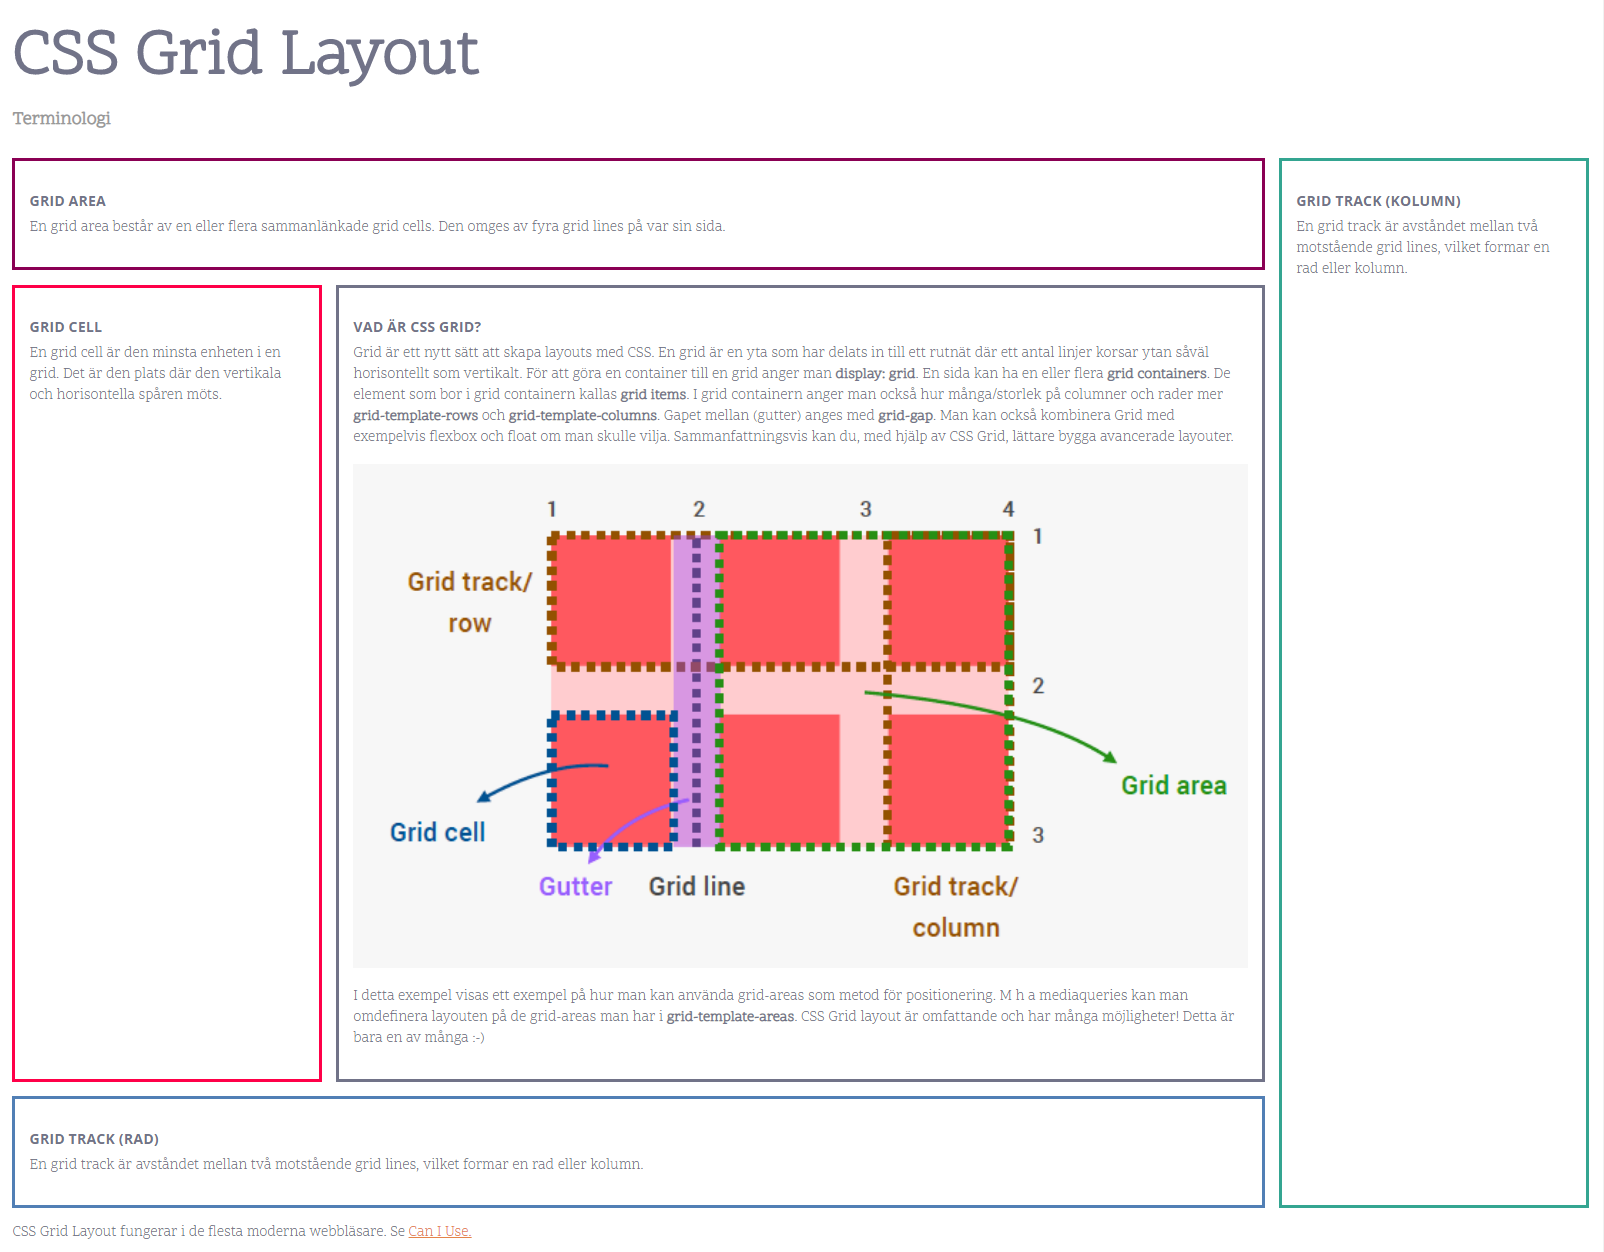 CSS Grid Layout
Terminologi
GRID AREA
En grid area består av en eller flera sammanlänkade grid cells. Den omges av fyra grid lines på var sin sida.
GRID TRACK (KOLUMN)
En grid track är avståndet mellan två
motstående grid lines, vilket formar en
rad eller kolumn.
GRID CELL
En grid cell är den minsta enheten i en
grid. Det är den plats där den vertikala
och horisontella spåren möts.
VAD ÄR CSS GRID?
Grid är ett nytt sätt att skapa layouts med CSS. En grid är en yta som har delats in till ett rutnät där ett antal linjer korsar ytan såväl
horisontellt som vertikalt. För att göra en container till en grid anger man display: grid. En sida kan ha en eller flera grid containers. De
element som bor i grid containern kallas grid items. I grid containern anger man också hur många/storlek på columner och rader mer
grid-template-rows och grid-template-columns. Gapet mellan (gutter) anges med grid-gap. Man kan också kombinera Grid med
exempelvis flexbox och float om man skulle vilja. Sammanfattningsvis kan du, med hjälp av CSS Grid, lättare bygga avancerade layouter.
1 2 3 4
1
Grid track/
row
2
Grid area
Grid cell
3
Gutter
Grid line
Grid track/
column
I detta exempel visas ett exempel på hur man kan använda grid-areas som metod för positionering. M h a mediaqueries kan man
omdefinera layouten på de grid-areas man har i grid-template-areas. CSS Grid layout är omfattande och har många möjligheter! Detta är
bara en av många :-)
GRID TRACK (RAD)
En grid track är avståndet mellan två motstående grid lines, vilket formar en rad eller kolumn.
CSS Grid Layout fungerar i de flesta moderna webbläsare. Se Can I Use.